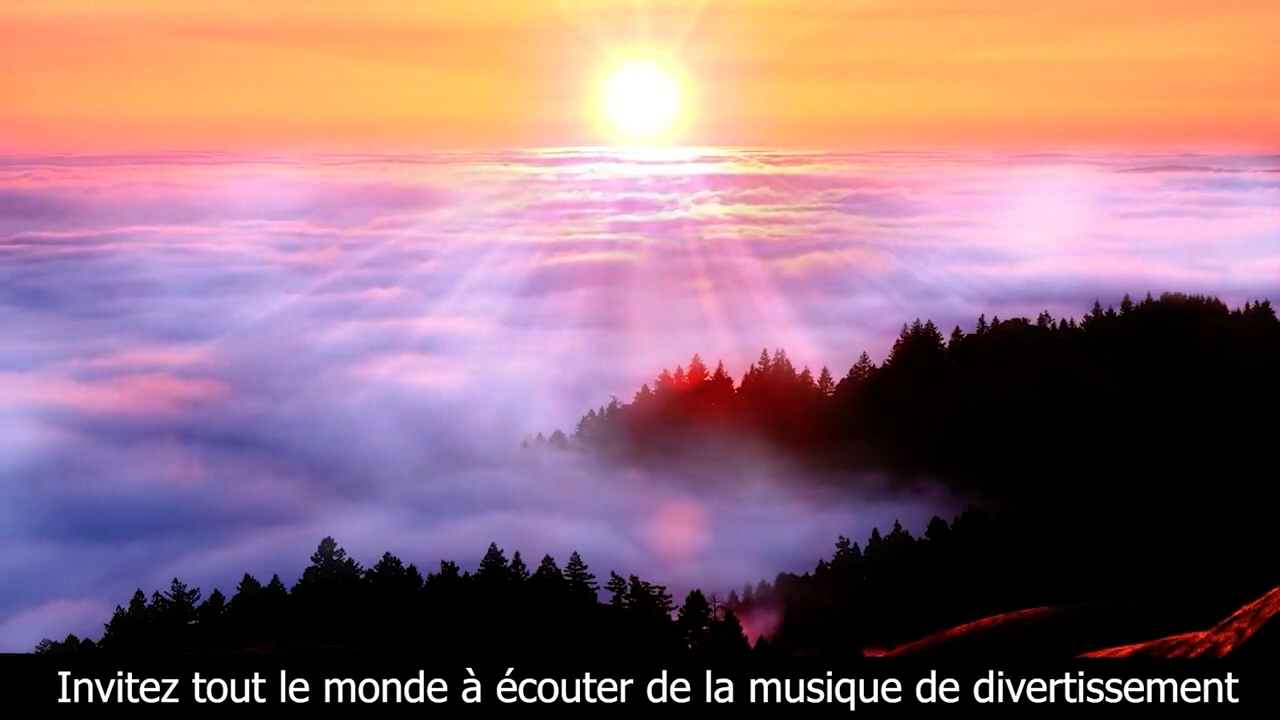 Invitez tout le monde à écouter de la musique de divertissement